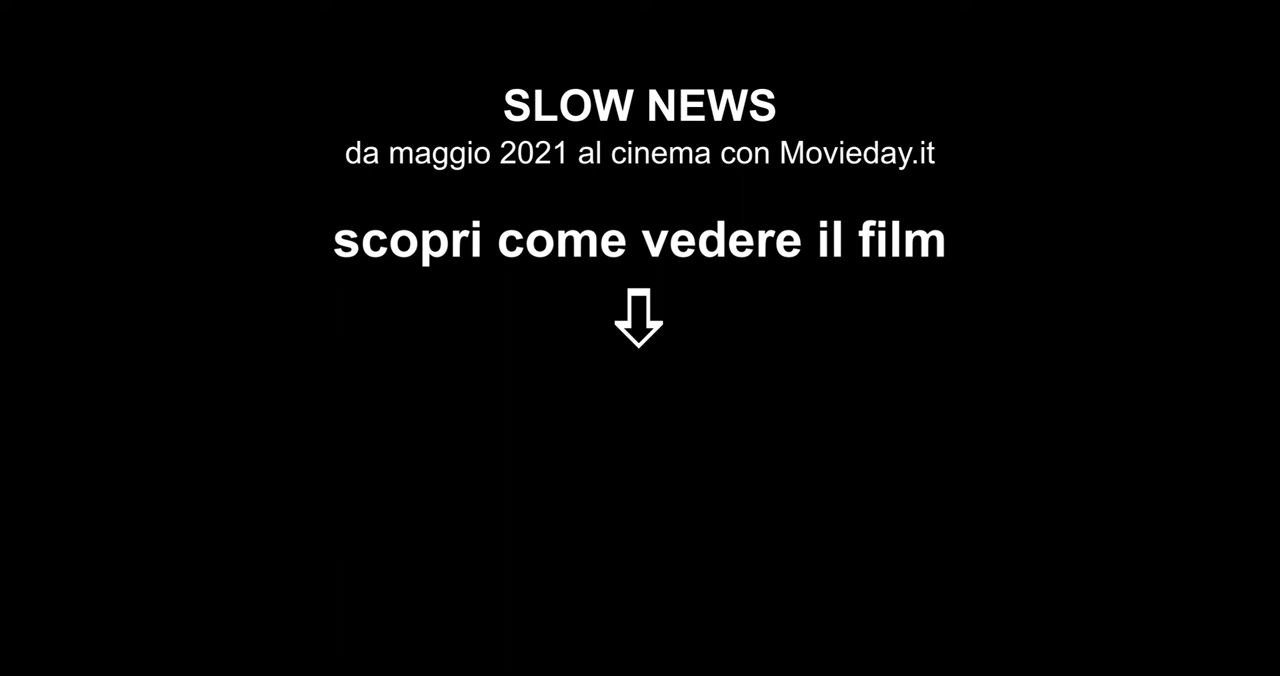 SLOW NEWS
da maggio 2021 al cinema con Movieday.it
scopri come vedere il film